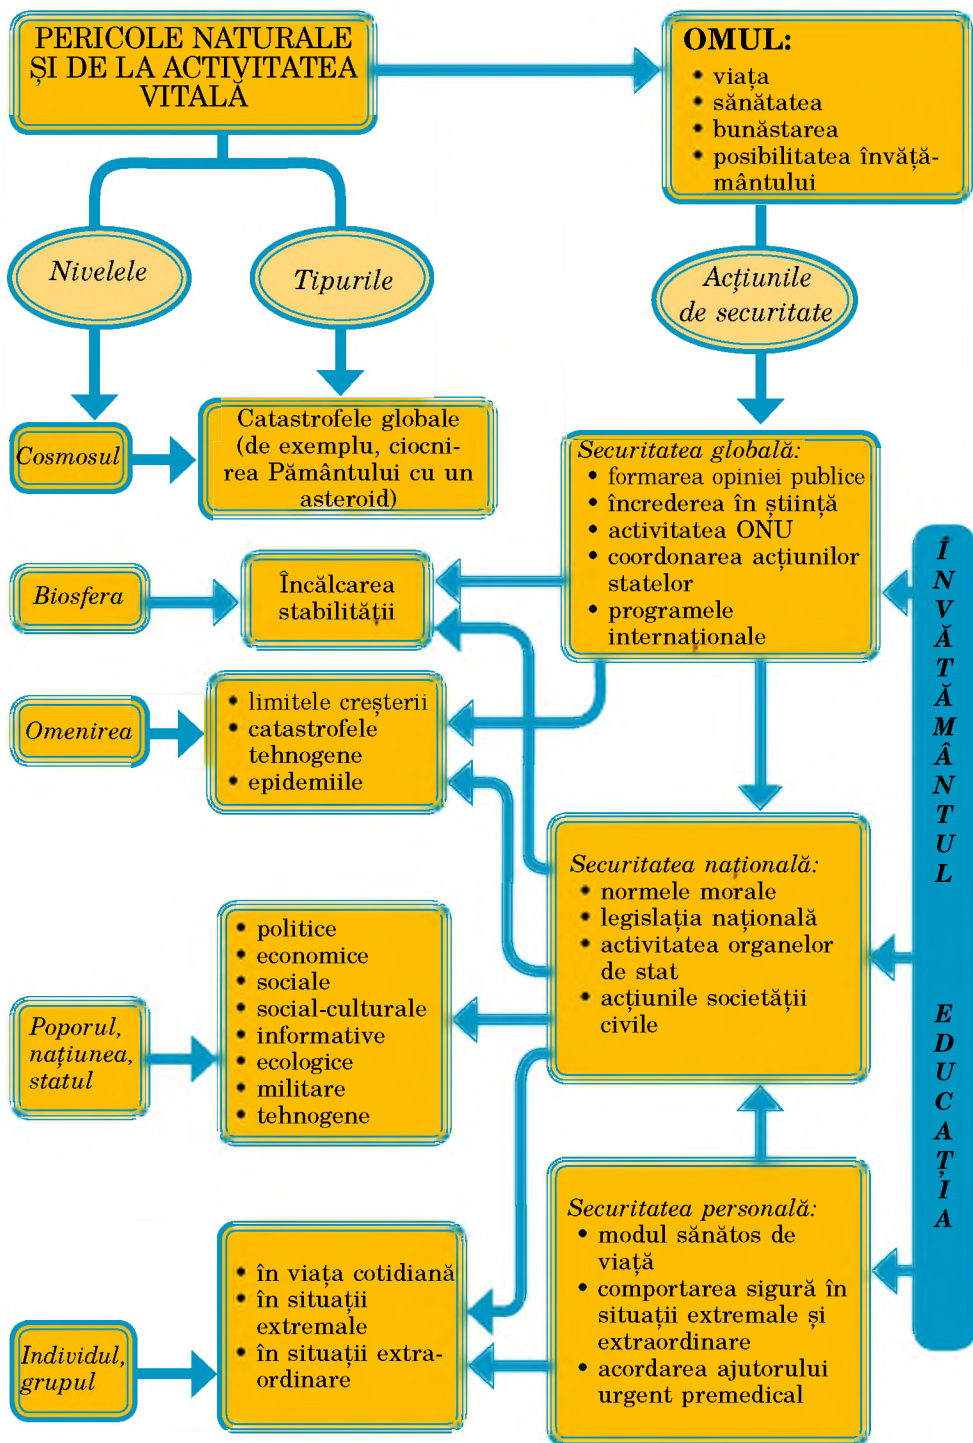 PERICOLE NATURALE
ȘI DE LA ACTIVITATEA
VITALĂ
OMUL:
• viața
• sănătatea
• bunăstarea
• posibilitatea învăță-
mântului
Nivelele
Tipurile
Acțiunile
de securitate
Cosmosul
Catastrofele globale
(de exemplu, ciocni-
rea Pământului cu un
asteroid)
Securitatea globală:
• formarea opiniei publice
• încrederea în știință
• activitatea ONU
• coordonarea acțiunilor
statelor
• programele
internaționale
Biosfera
Încălcarea
stabilității
Omenirea
• limitele creșterii
• catastrofele
tehnogene
• epidemiile
Securitatea națională:
• normele morale
• legislația națională
• activitatea organelor
de stat
• acțiunile societății
civile
Poporul,
națiunea,
statul
• politice
• economice
• sociale
• social-culturale
• informative
• ecologice
• militare
• tehnogene
Securitatea personală:
• modul sănătos de
viață
• comportarea sigură în
situații extremale și
extraordinare
• acordarea ajutorului
urgent premedical
Individul,
grupul
• în viața cotidiană
• în situații
extremale
• în situații extra-
ordinare
ÎNVĂTĂMÂNTUL
EDUCAȚIA